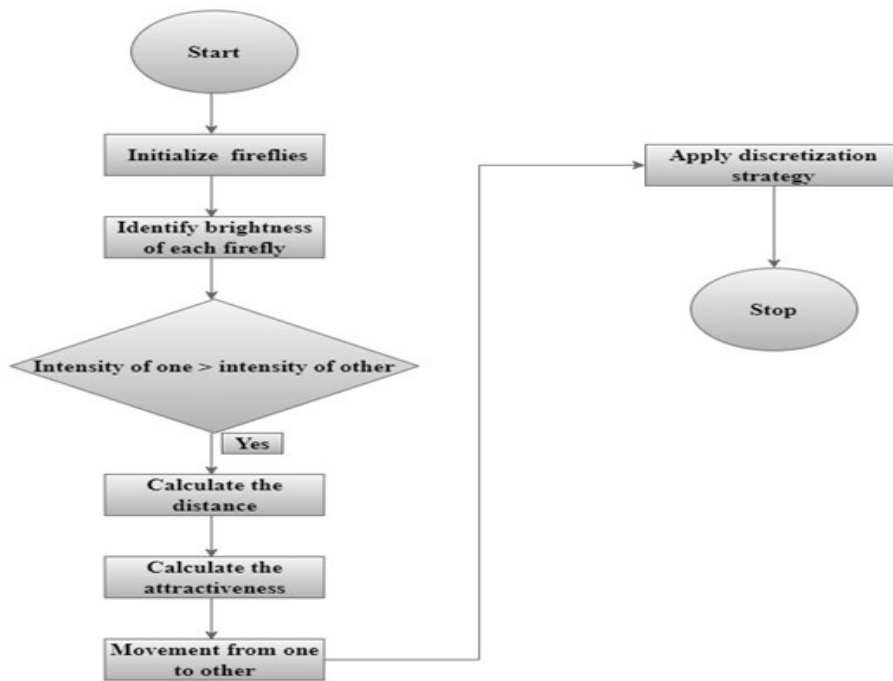 Start
Initialize fireflies
Identify brightness
of each firefly
Intensity of one > intensity of other
Yes
Calculate the
distance
Calculate the
attractiveness
Movement from one
to other
Apply discretization
strategy
Stop